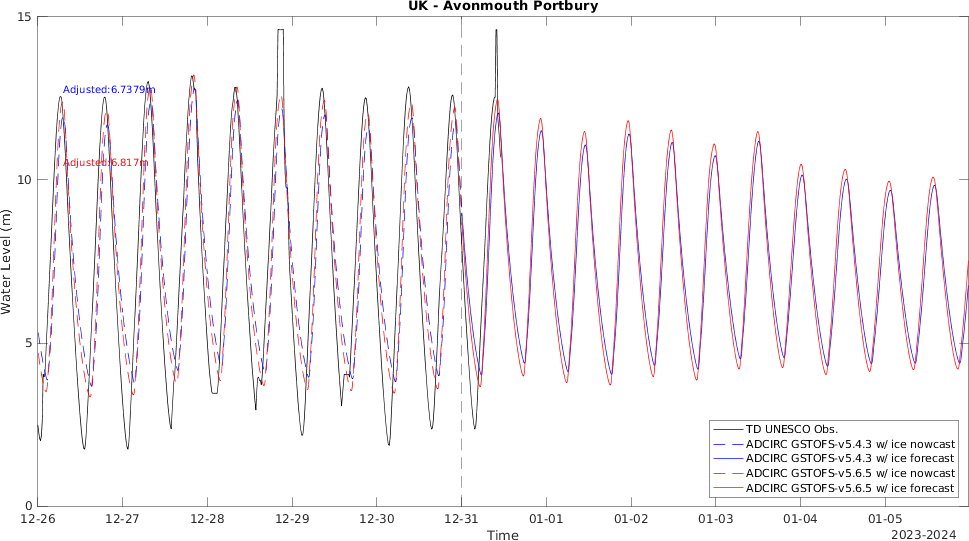 UK - Avonmouth Portbury
15
10
5
0
Water Level (m)
Adjusted:6.7379m
Adjusted:6.817m
TD UNESCO Obs.
ADCIRC GSTOFS-v5.4.3 w/ ice nowcast
ADCIRC GSTOFS-v5.4.3 w/ ice forecast
ADCIRC GSTOFS-v5.6.5 w/ ice nowcast
ADCIRC GSTOFS-v5.6.5 w/ ice forecast
12-26 12-27 12-28 12-29 12-30 12-31 01-01 01-02 01-03 01-04 01-05
Time
2023-2024